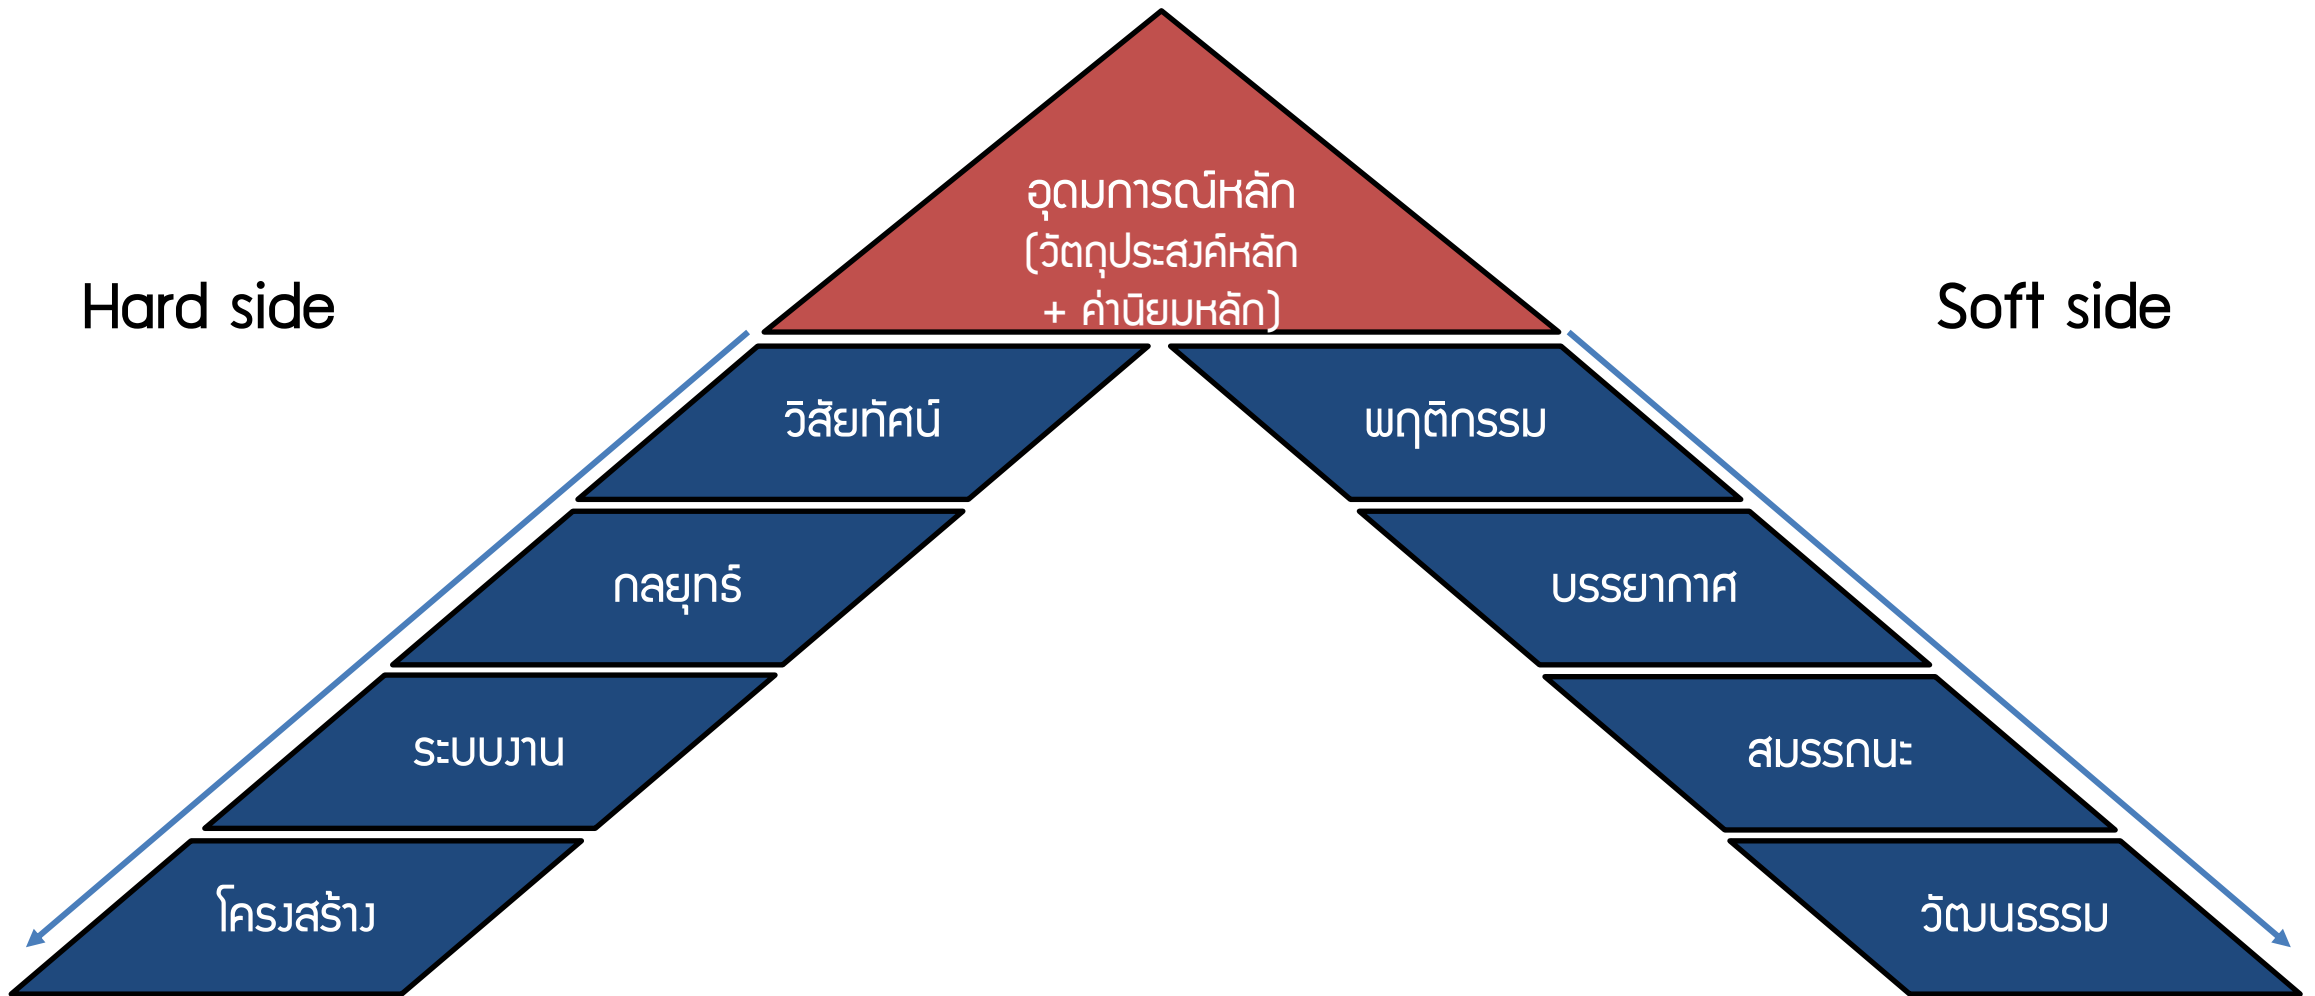 อุดมการณ์หลัก
(วัตถุประสงค์หลัก
+ ค่านิยมหลัก)
Hard side
Soft side
วิสัยทัศน์
พฤติกรรม
กลยุทธ์
บรรยากาศ
ระบบงาน
สมรรถนะ
โครงสร้าง
วัฒนธรรม